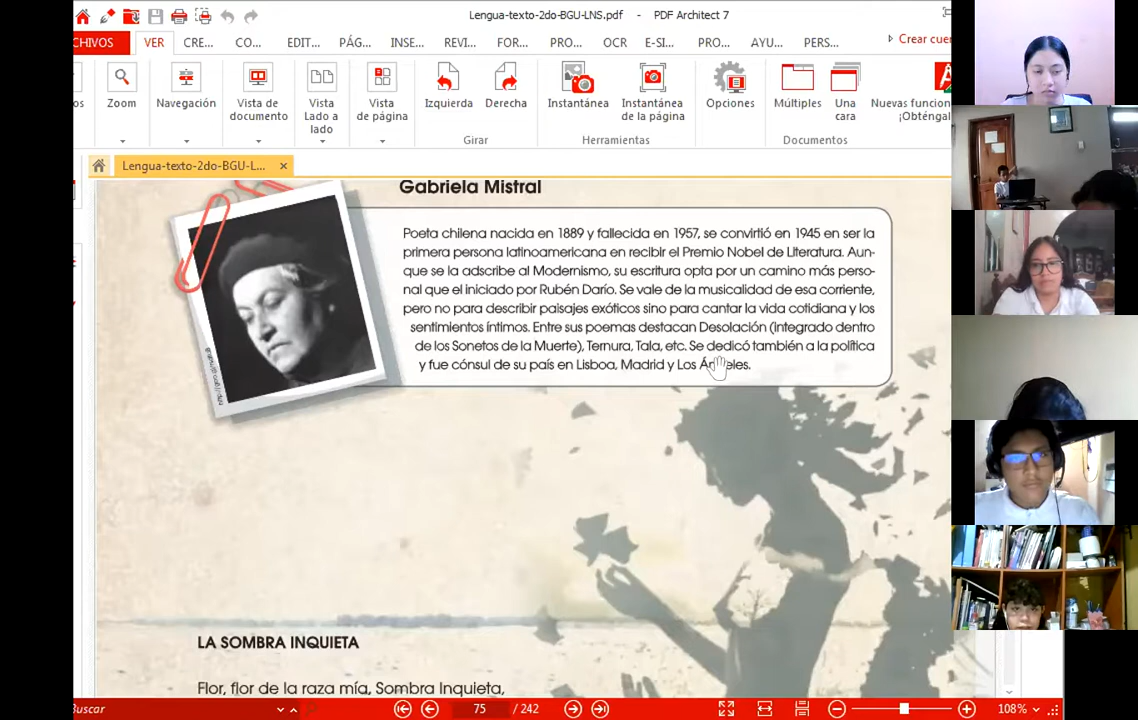 Lengua-texto-2do-BGU-LNS.pdf - PDF Architect 7
CHIVOS VER CRE... CO... EDIT... PÁG... INSE... REVI... FOR... PRO... OCR E-SI... PRO... AYU... PERS... Crear cuer
os Zoom Navegación Vista de documento Vista Lado a lado Vista de página Izquierda Derecha Instantánea Instantánea de la página Opciones Múltiples Una cara Nuevas funcion ¡Obténgal
Girar Herramientas Documentos
Lengua-texto-2do-BGU-L... ×
Gabriela Mistral
Poeta chilena nacida en 1889 y fallecida en 1957, se convirtió en 1945 en ser la
primera persona latinoamericana en recibir el Premio Nobel de Literatura. Aun-
que se la adscribe al Modernismo, su escritura opta por un camino más perso-
nal que el iniciado por Rubén Darío. Se vale de la musicalidad de esa corriente,
pero no para describir paisajes exóticos sino para cantar la vida cotidiana y los
sentimientos íntimos. Entre sus poemas destacan Desolación (integrado dentro
de los Sonetos de la Muerte), Ternura, Tala, etc. Se dedicó también a la política
y fue cónsul de su país en Lisboa, Madrid y Los Ángeles.
LA SOMBRA INQUIETA
Flor, flor de la raza mía, Sombra Inquieta,
Buscar 75 / 242 108%